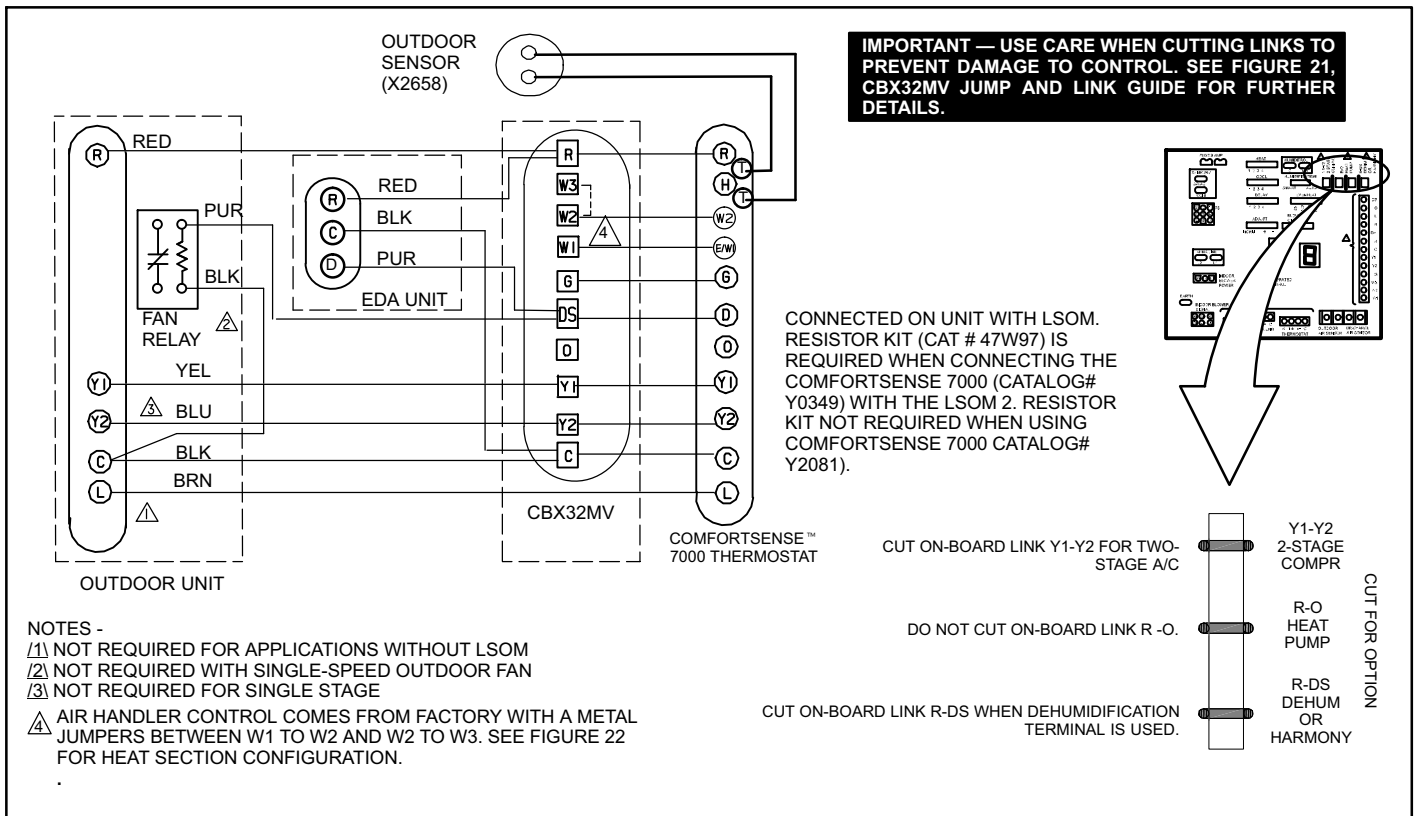 OUTDOOR
SENSOR
(X2658)
IMPORTANT — USE CARE WHEN CUTTING LINKS TO
PREVENT DAMAGE TO CONTROL. SEE FIGURE 21,
CBX32MV JUMP AND LINK GUIDE FOR FURTHER
DETAILS.
R
RED
PUR
BLK
FAN
RELAY
2
Y1
YEL
3
Y2
BLU
C
BLK
L
BRN
1
OUTDOOR UNIT
R
RED
C
BLK
D
PUR
EDA UNIT
R
W3
W2
W1
4
G
DS
O
Y1
Y2
C
CBX32MV
R
T
H
T
W2
E/W1
G
D
O
Y1
Y2
C
L
COMFORTSENSE™
7000 THERMOSTAT
CONNECTED ON UNIT WITH LSOM.
RESISTOR KIT (CAT # 47W97) IS
REQUIRED WHEN CONNECTING THE
COMFORTSENSE 7000 (CATALOG#
Y0349) WITH THE LSOM 2. RESISTOR
KIT NOT REQUIRED WHEN USING
COMFORTSENSE 7000 CATALOG#
Y2081).
CUT ON-BOARD LINK Y1-Y2 FOR TWO-
STAGE A/C
Y1-Y2
2-STAGE
COMPR
DO NOT CUT ON-BOARD LINK R -O.
R-O
HEAT
PUMP
CUT ON-BOARD LINK R-DS WHEN DEHUMIDIFICATION
TERMINAL IS USED.
R-DS
DEHUM
OR
HARMONY
CUT FOR OPTION
NOTES -
/1\ NOT REQUIRED FOR APPLICATIONS WITHOUT LSOM
/2\ NOT REQUIRED WITH SINGLE-SPEED OUTDOOR FAN
/3\ NOT REQUIRED FOR SINGLE STAGE
4 AIR HANDLER CONTROL COMES FROM FACTORY WITH A METAL
JUMPERS BETWEEN W1 TO W2 AND W2 TO W3. SEE FIGURE 22
FOR HEAT SECTION CONFIGURATION.
.